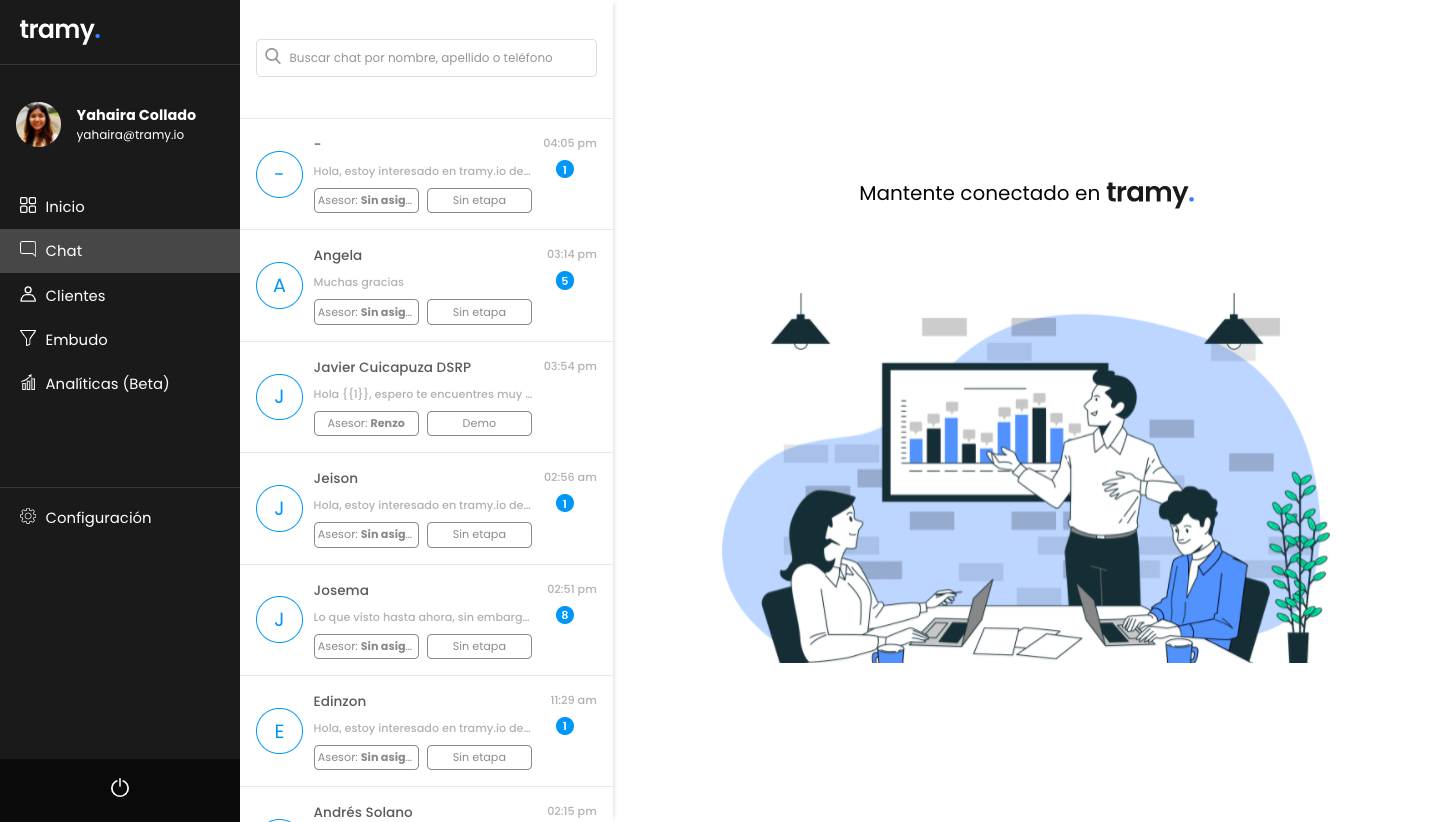 tramy.
Yahaira Collado
yahaira@tramy.io
Inicio
Chat
Clientes
Embudo
Analíticas (Beta)
Configuración
Buscar chat por nombre, apellido o teléfono
-
04:05 pm
-
Hola, estoy interesado en tramy.io de...
1
Asesor: Sin asig...
Sin etapa
Angela
03:14 pm
A
Muchas gracias
5
Asesor: Sin asig...
Sin etapa
Javier Cuicapuza DSRP
03:54 pm
J
Hola {{1}}, espero te encuentres muy ...
Asesor: Renzo
Demo
Jeison
02:56 am
J
Hola, estoy interesado en tramy.io de...
1
Asesor: Sin asig...
Sin etapa
Josema
02:51 pm
J
Lo que visto hasta ahora, sin embarg...
8
Asesor: Sin asig...
Sin etapa
Edinzon
11:29 am
E
Hola, estoy interesado en tramy.io de...
1
Asesor: Sin asig...
Sin etapa
Andrés Solano
02:15 pm
Mantente conectado en tramy.